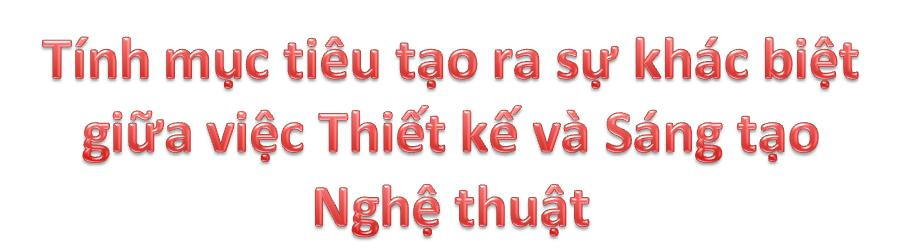 Tính mục tiêu tạo ra sự khác biệt
giữa việc Thiết kế và Sáng tạo
Nghệ thuật